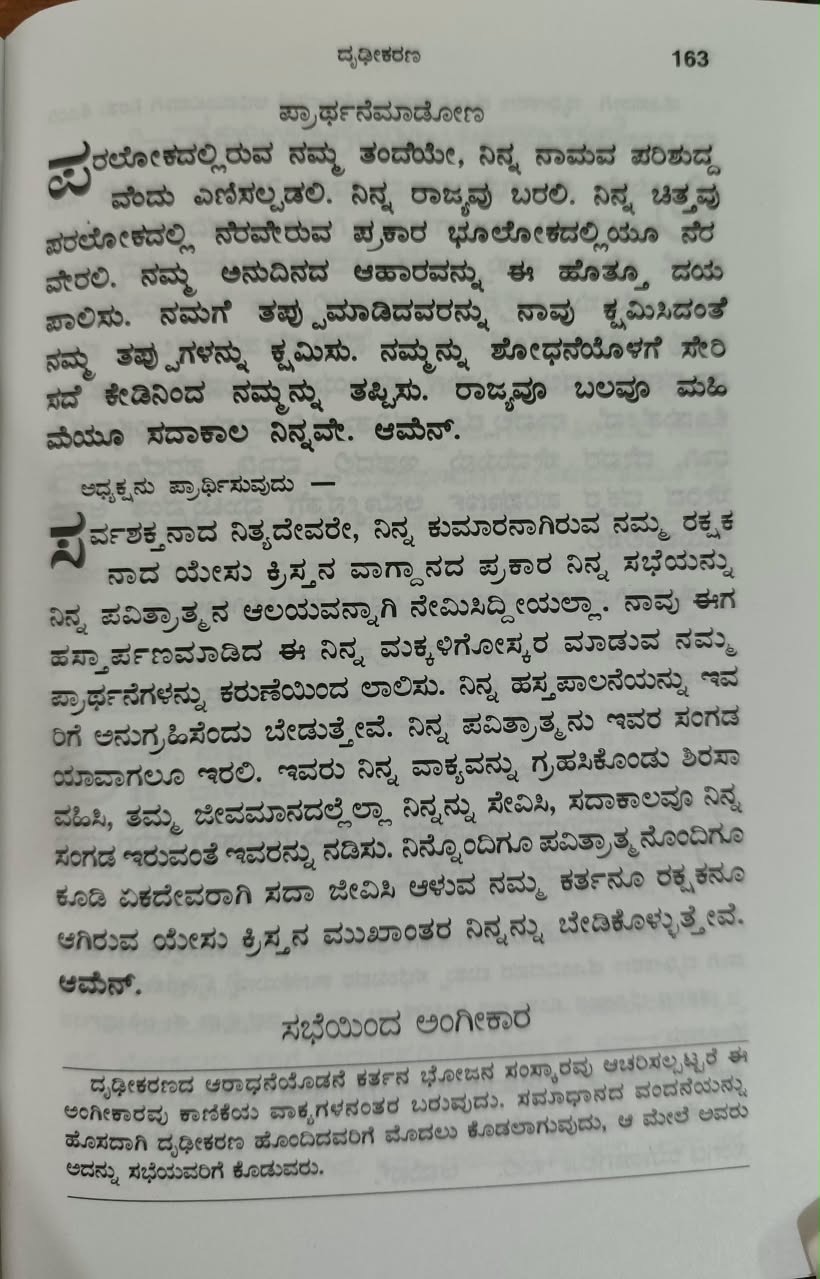 ದೃಢೀಕರಣ 163
ಪ್ರಾರ್ಥನೆಮಾಡೋಣ
ಪರಲೋಕದಲ್ಲಿರುವ ನಮ್ಮ ತಂದೆಯೇ, ನಿನ್ನ ನಾಮವ ಪರಿಶುದ್ದ
ವೆಂದು ಎಣಿಸಲ್ಪಡಲಿ. ನಿನ್ನ ರಾಜ್ಯವು ಬರಲಿ. ನಿನ್ನ ಚಿತ್ತವು
ಪರಲೋಕದಲ್ಲಿ ನೆರವೇರುವ ಪ್ರಕಾರ ಭೂಲೋಕದಲ್ಲಿಯೂ ನೆರ
ವೇರಲಿ. ನಮ್ಮ ಅನುದಿನದ ಆಹಾರವನ್ನು ಈ ಹೊತ್ತೂ ದಯ
ಪಾಲಿಸು. ನಮಗೆ ತಪ್ಪುಮಾಡಿದವರನ್ನು ನಾವು ಕ್ಷಮಿಸಿದಂತೆ
ನಮ್ಮ ತಪ್ಪುಗಳನ್ನು ಕ್ಷಮಿಸು. ನಮ್ಮನ್ನು ಶೋಧನೆಯೊಳಗೆ ಸೇರಿ
ಸದೆ ಕೇಡಿನಿಂದ ನಮ್ಮನ್ನು ತಪ್ಪಿಸು. ರಾಜ್ಯವೂ ಬಲವೂ ಮಹಿ
ಮೆಯೂ ಸದಾಕಾಲ ನಿನ್ನವೇ. ಆಮೆನ್.
ಅಧ್ಯಕ್ಷನು ಪ್ರಾರ್ಥಿಸುವುದು —
ಸರ್ವಶಕ್ತನಾದ ನಿತ್ಯದೇವರೇ, ನಿನ್ನ ಕುಮಾರನಾಗಿರುವ ನಮ್ಮ ರಕ್ಷಕ
ನಾದ ಯೇಸು ಕ್ರಿಸ್ತನ ವಾಗ್ದಾನದ ಪ್ರಕಾರ ನಿನ್ನ ಸಭೆಯನ್ನು
ನಿನ್ನ ಪವಿತ್ರಾತ್ಮನ ಆಲಯವನ್ನಾಗಿ ನೇಮಿಸಿದ್ದೀಯಲ್ಲಾ. ನಾವು ಈಗ
ಹಸ್ತಾರ್ಪಣಮಾಡಿದ ಈ ನಿನ್ನ ಮಕ್ಕಳಿಗೋಸ್ಕರ ಮಾಡುವ ನಮ್ಮ
ಪ್ರಾರ್ಥನೆಗಳನ್ನು ಕರುಣೆಯಿಂದ ಲಾಲಿಸು. ನಿನ್ನ ಹಸ್ತಪಾಲನೆಯನ್ನು ಇವ
ರಿಗೆ ಅನುಗ್ರಹಿಸೆಂದು ಬೇಡುತ್ತೇವೆ. ನಿನ್ನ ಪವಿತ್ರಾತ್ಮನು ಇವರ ಸಂಗಡ
ಯಾವಾಗಲೂ ಇರಲಿ. ಇವರು ನಿನ್ನ ವಾಕ್ಯವನ್ನು ಗ್ರಹಸಿಕೊಂಡು ಶಿರಸಾ
ವಹಿಸಿ, ತಮ್ಮ ಜೀವಮಾನದಲ್ಲೆಲ್ಲಾ ನಿನ್ನನ್ನು ಸೇವಿಸಿ, ಸದಾಕಾಲವೂ ನಿನ್ನ
ಸಂಗಡ ಇರುವಂತೆ ಇವರನ್ನು ನಡಿಸು. ನಿನ್ನೊಂದಿಗೂ ಪವಿತ್ರಾತ್ಮನೊಂದಿಗೂ
ಕೂಡಿ ಏಕದೇವರಾಗಿ ಸದಾ ಜೀವಿಸಿ ಆಳುವ ನಮ್ಮ ಕರ್ತನೂ ರಕ್ಷಕನೂ
ಆಗಿರುವ ಯೇಸು ಕ್ರಿಸ್ತನ ಮುಖಾಂತರ ನಿನ್ನನ್ನು ಬೇಡಿಕೊಳ್ಳುತ್ತೇವೆ.
ಆಮೆನ್.
ಸಭೆಯಿಂದ ಅಂಗೀಕಾರ
ದೃಢೀಕರಣದ ಆರಾಧನೆಯೊಡನೆ ಕರ್ತನ ಭೋಜನ ಸಂಸ್ಕಾರವು ಆಚರಿಸಲ್ಪಟ್ಟರೆ ಈ
ಅಂಗೀಕಾರವು ಕಾಣಿಕೆಯ ವಾಕ್ಯಗಳನಂತರ ಬರುವುದು. ಸಮಾಧಾನದ ವಂದನೆಯನ್ನು
ಹೊಸದಾಗಿ ದೃಢೀಕರಣ ಹೊಂದಿದವರಿಗೆ ಮೊದಲು ಕೊಡಲಾಗುವುದು, ಆ ಮೇಲೆ ಅವರು
ಅದನ್ನು ಸಭೆಯವರಿಗೆ ಕೊಡುವರು.